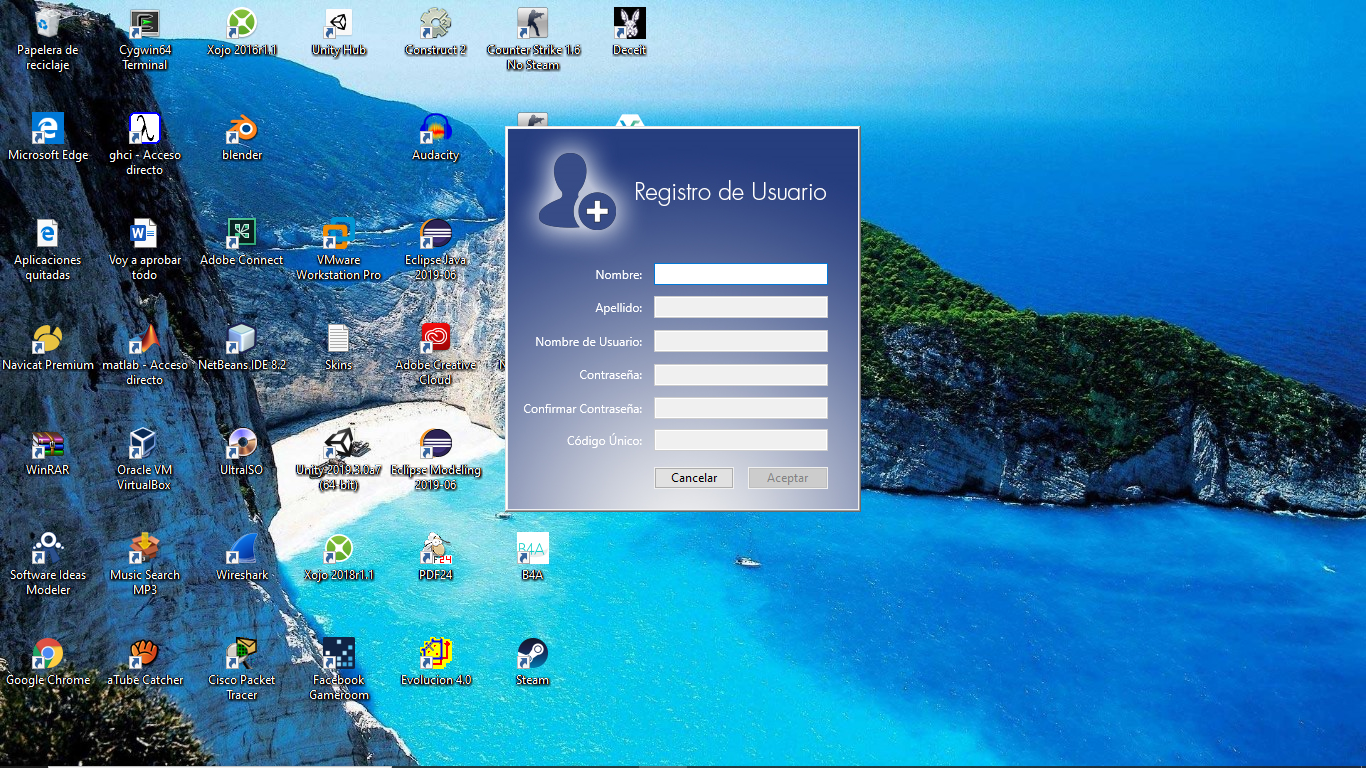 Papelera de
reciclaje
Cygwin64
Terminal
Xojo 2016r1.1
Unity Hub
Construct 2
Counter Strike 1.6
No Steam
Deceit
Microsoft Edge
ghci - Acceso
directo
blender
Audacity
Registro de Usuario
Aplicaciones
quitadas
Voy a aprobar
todo
Adobe Connect
VMware
Workstation Pro
Eclipse Java
2019-06
Nombre:
Apellido:
Nombre de Usuario:
Contraseña:
Confirmar Contraseña:
Código Único:
Cancelar
Aceptar
Navicat Premium
matlab - Acceso
directo
NetBeans IDE 8.2
Skins
Adobe Creative
Cloud
WinRAR
Oracle VM
VirtualBox
UltraISO
Unity 2019.3.0a7
(64-bit)
Eclipse Modeling
2019-06
Software Ideas
Modeler
Music Search
MP3
Wireshark
Xojo 2018r1.1
PDF24
B4A
B4A
Google Chrome
aTube Catcher
Cisco Packet
Tracer
Facebook
Gameroom
Evolucion 4.0
Steam